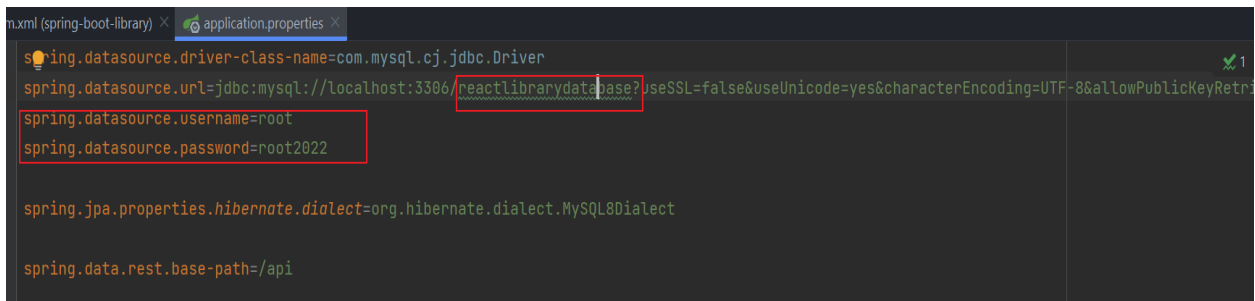 m.xml (spring-boot-library) × application.properties ×
spring.datasource.driver-class-name=com.mysql.cj.jdbc.Driver
1
spring.datasource.url=jdbc:mysql://localhost:3306/reactlibrarydatabase?useSSL=false&useUnicode=yes&characterEncoding=UTF-8&allowPublicKeyRetri
spring.datasource.username=root
spring.datasource.password=root2022
spring.jpa.properties.hibernate.dialect=org.hibernate.dialect.MySQL8Dialect
spring.data.rest.base-path=/api